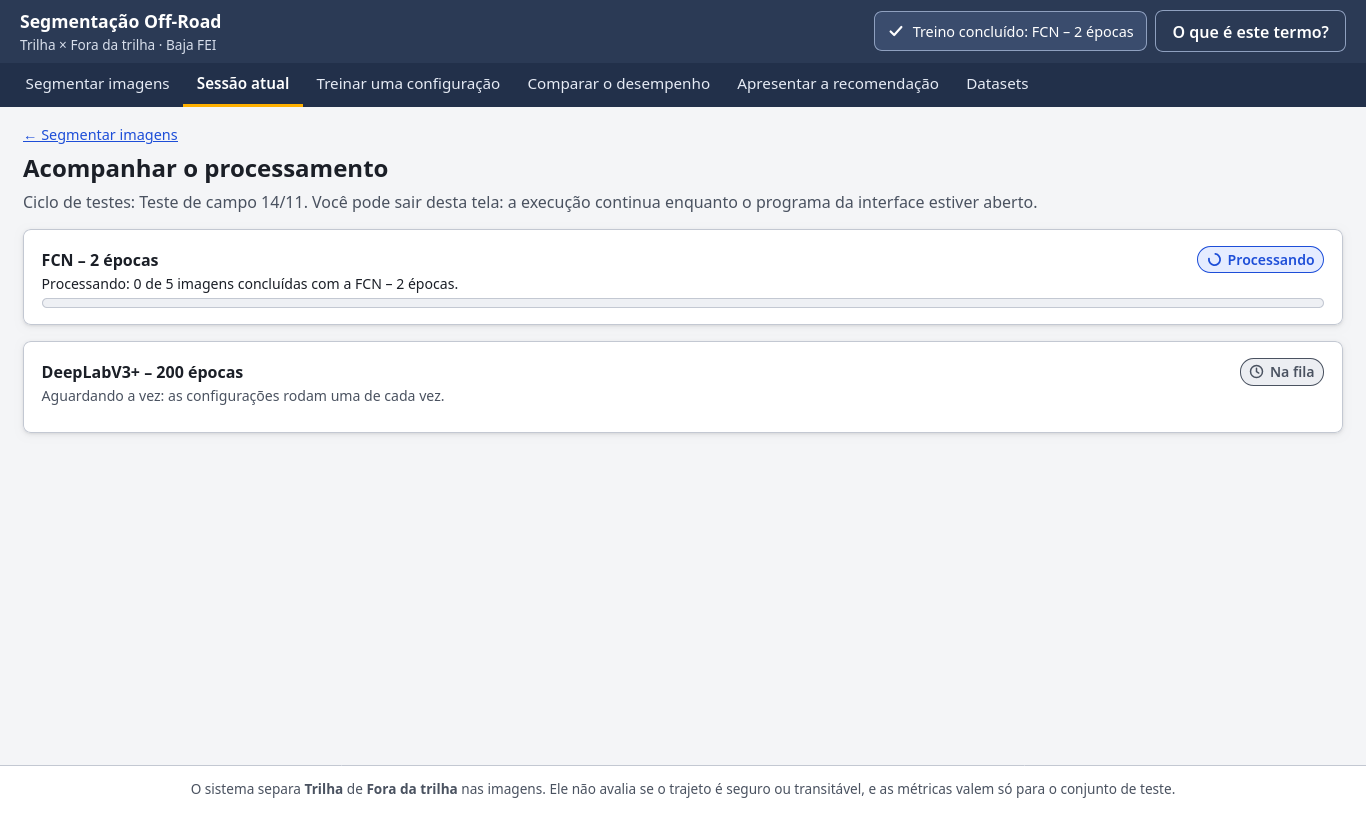 Segmentação Off-Road
Trilha × Fora da trilha · Baja FEI
Treino concluído: FCN – 2 épocas
O que é este termo?
Segmentar imagens
Sessão atual
Treinar uma configuração
Comparar o desempenho
Apresentar a recomendação
Datasets
← Segmentar imagens
Acompanhar o processamento
Ciclo de testes: Teste de campo 14/11. Você pode sair desta tela: a execução continua enquanto o programa da interface estiver aberto.
FCN – 2 épocas
Processando
Processando: 0 de 5 imagens concluídas com a FCN – 2 épocas.
DeepLabV3+ – 200 épocas
Na fila
Aguardando a vez: as configurações rodam uma de cada vez.
O sistema separa Trilha de Fora da trilha nas imagens. Ele não avalia se o trajeto é seguro ou transitável, e as métricas valem só para o conjunto de teste.